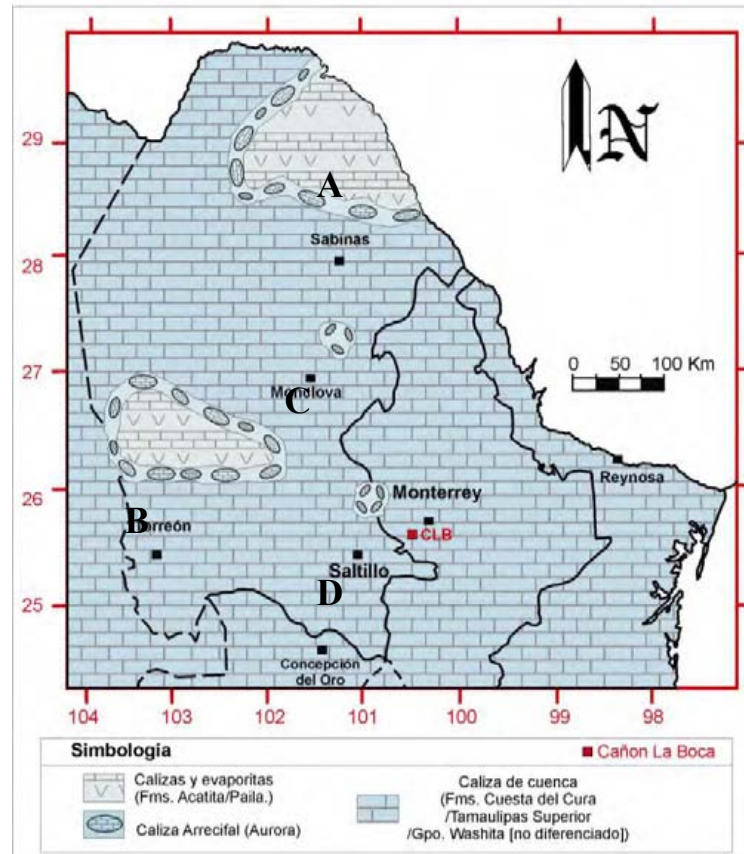 29
28
27
26
25
A
Sabinas
N
0 50 100 Km
Monclova
C
Monterrey
Reynosa
B
Torreón
CLB
Saltillo
D
Concepción
del Oro
104 103 102 101 100 99 98
Simbología
Cañon La Boca
Calizas y evaporitas
(Fms. Acatita/Paila.)
Caliza Arrecifal (Aurora)
Caliza de cuenca
(Fms. Cuesta del Cura
/Tamaulipas Superior
/Gpo. Washita [no diferenciado])